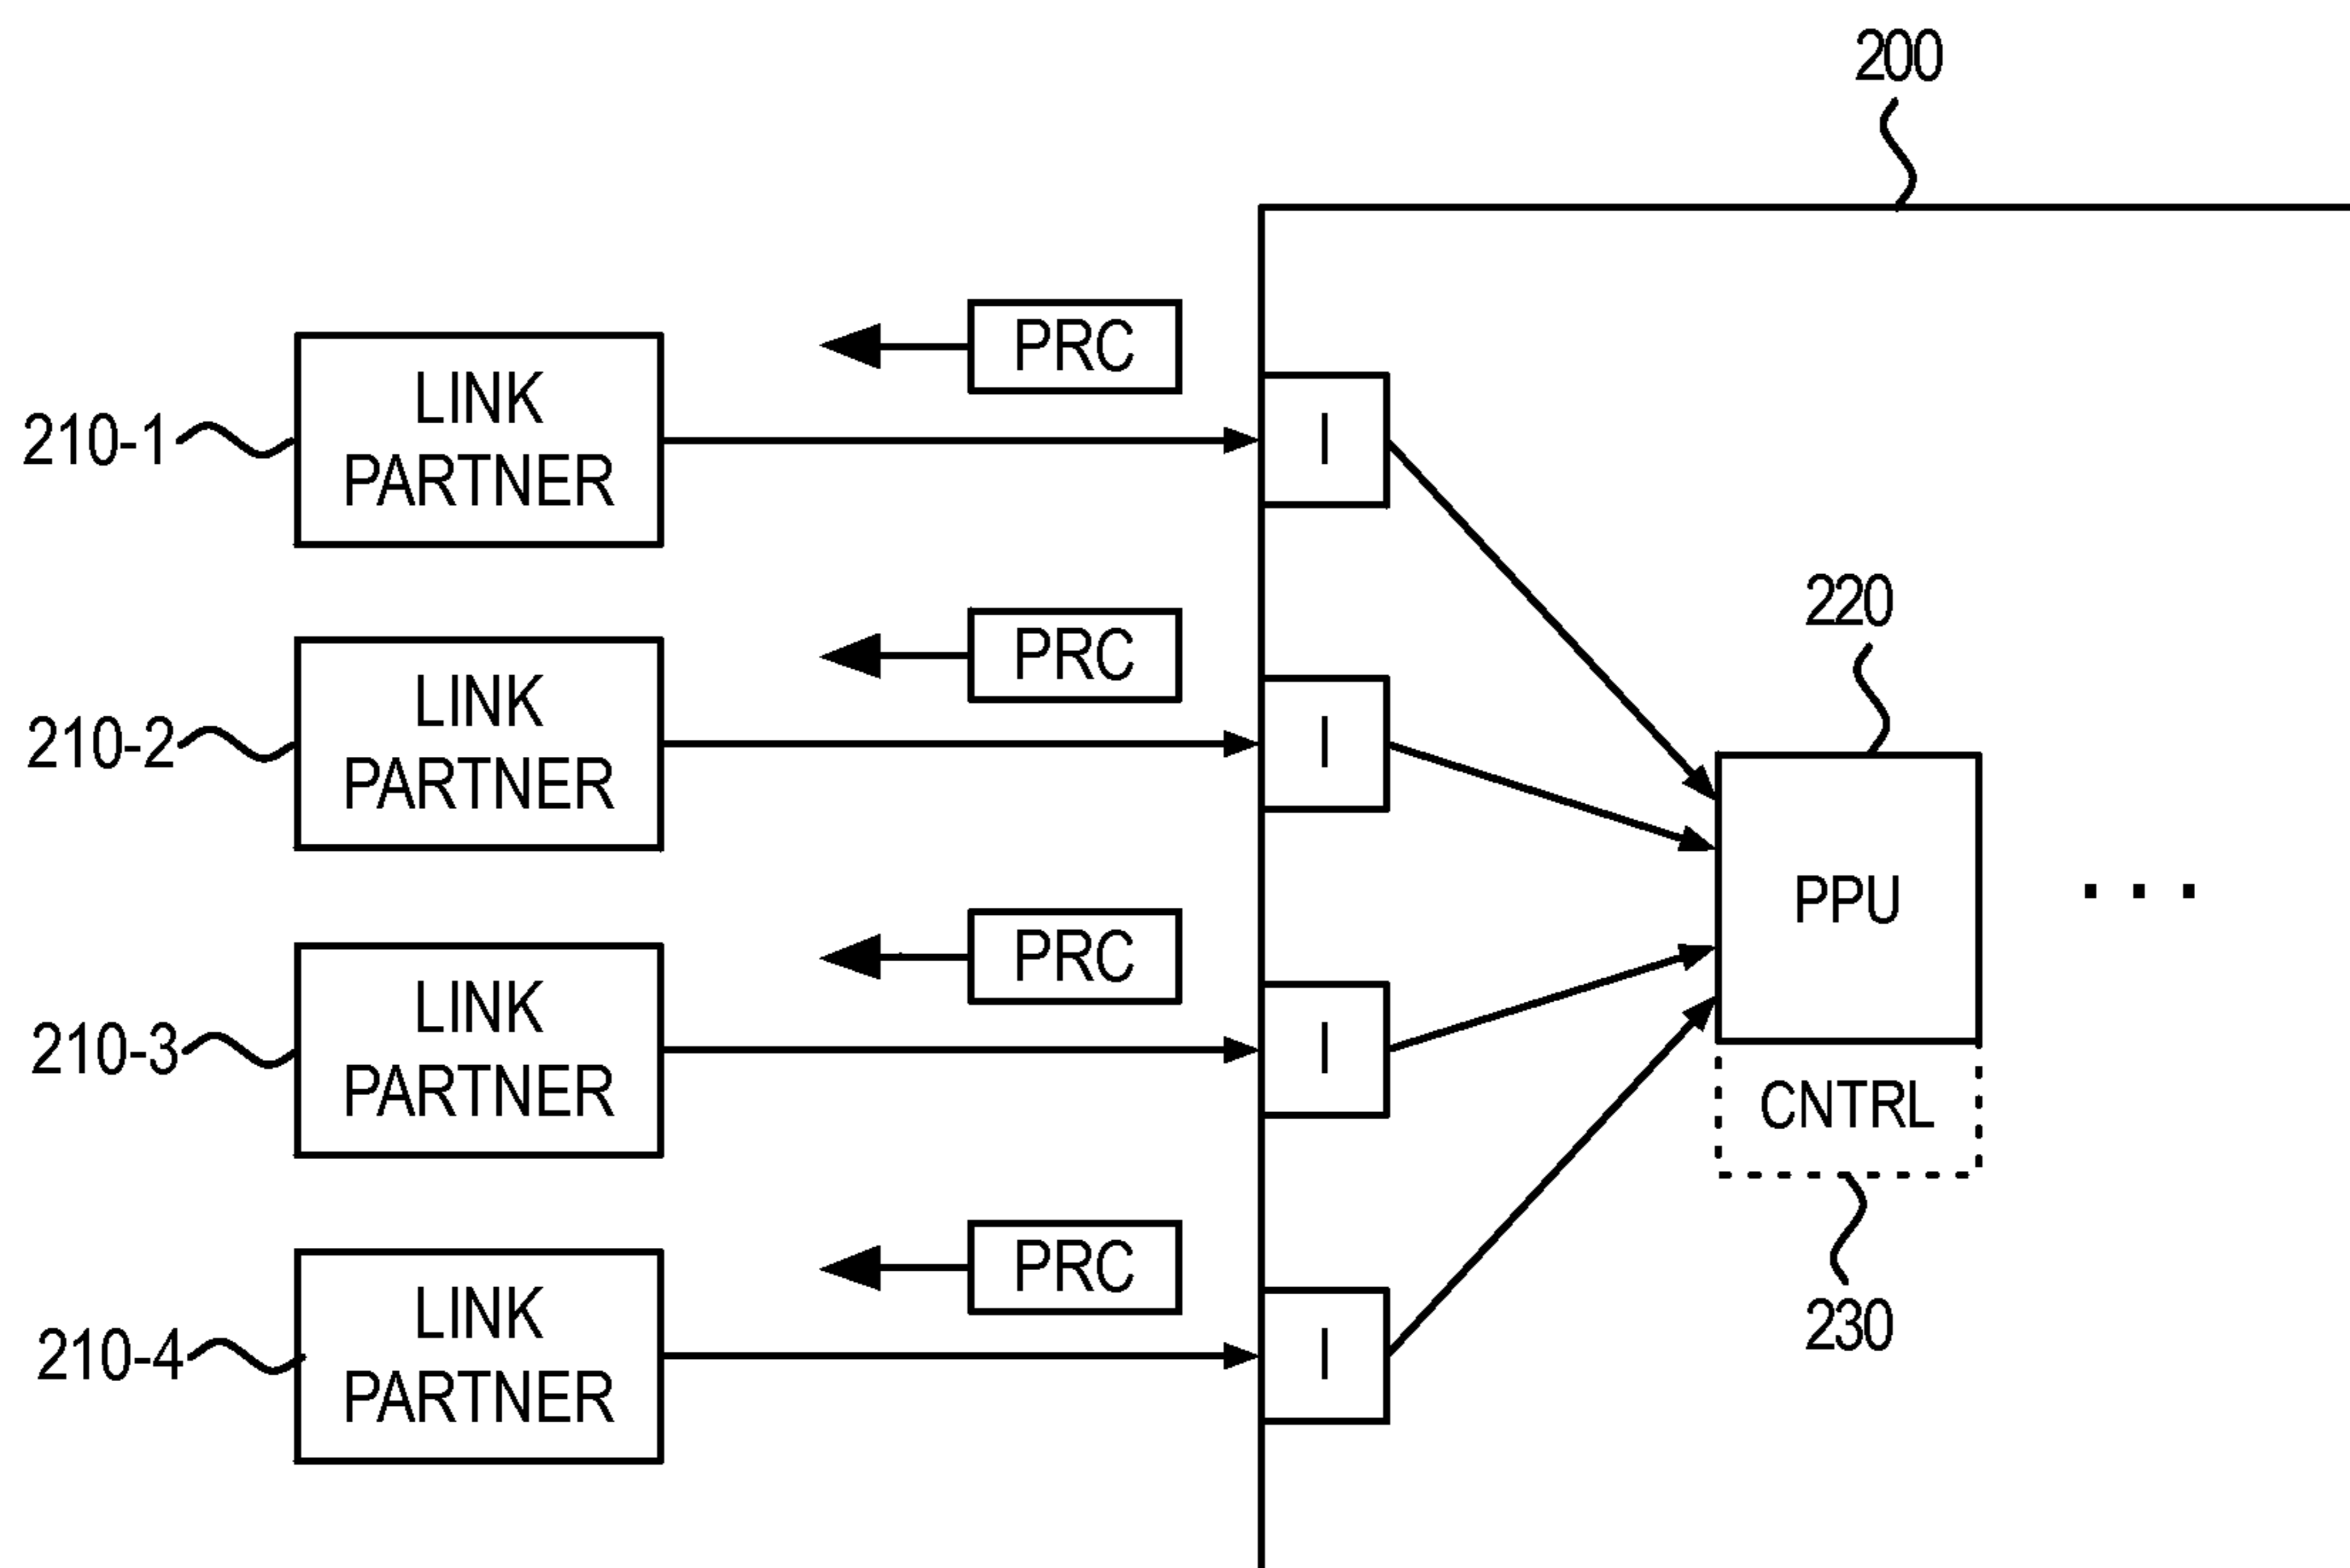 200
PRC
LINK
PARTNER
210-1
I
PRC
LINK
PARTNER
210-2
I
220
PPU
. . .
PRC
LINK
PARTNER
210-3
I
CNTRL
230
PRC
LINK
PARTNER
210-4
I